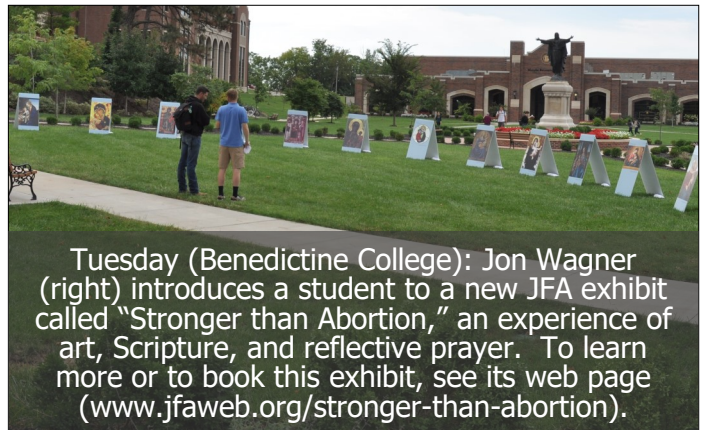 Tuesday (Benedictine College): Jon Wagner
(right) introduces a student to a new JFA exhibit
called “Stronger than Abortion,” an experience of
art, Scripture, and reflective prayer.  To learn
more or to book this exhibit, see its web page
(www.jfaweb.org/stronger-than-abortion).